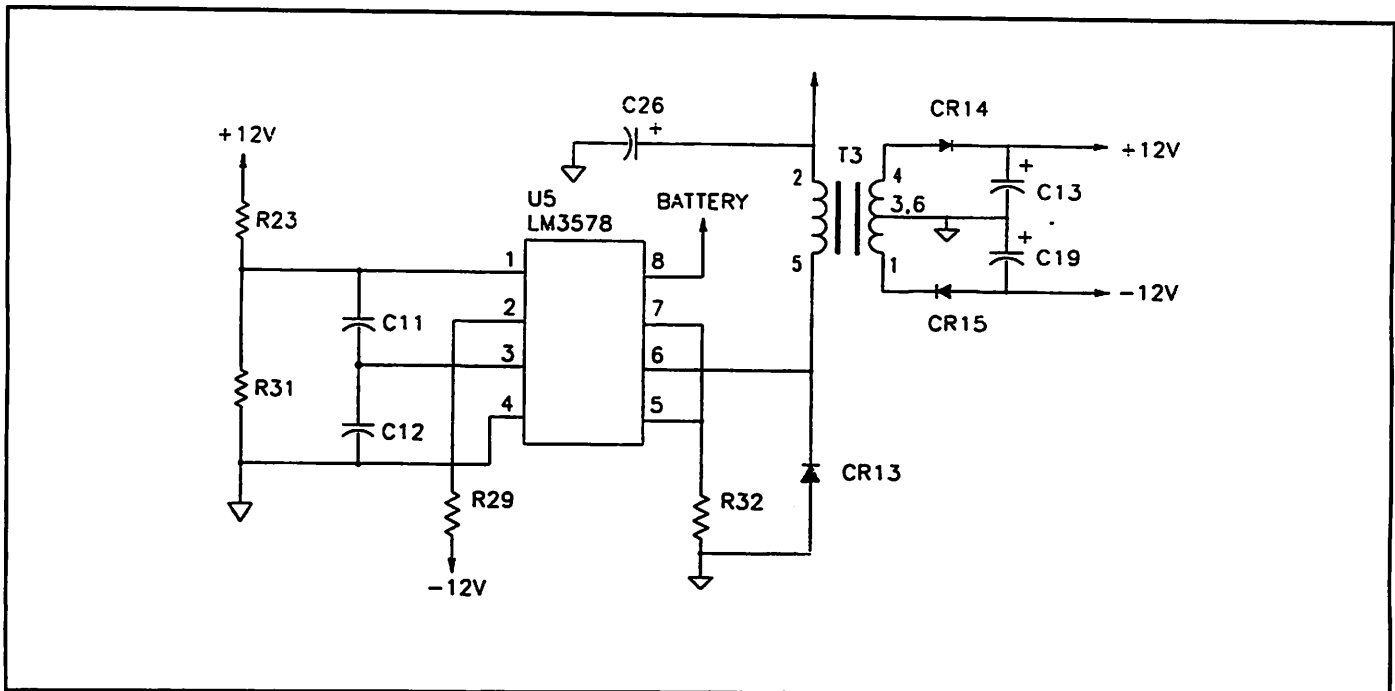 C26
+
CR14
+12V
T3
+12V
2
4
+
C13
R23
U5
LM3578
BATTERY
3,6
+
C19
1
8
5
1
-12V
2
7
CR15
C11
3
6
R31
4
5
C12
CR13
R29
R32
-12V